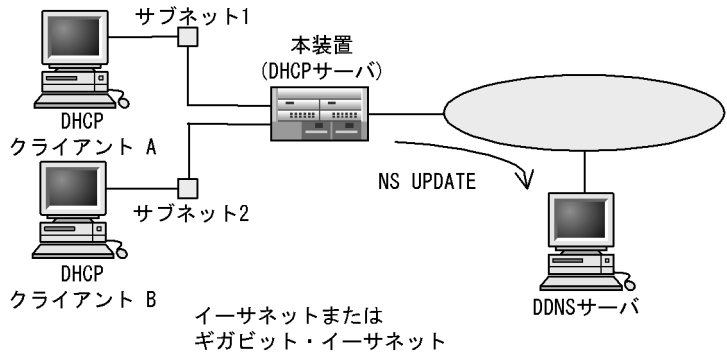 サブネット1
本装置
(DHCPサーバ)
DHCP
クライアント A
NS UPDATE
サブネット2
DHCP
クライアント B
DDNSサーバ
イーサネットまたは
ギガビット・イーサネット